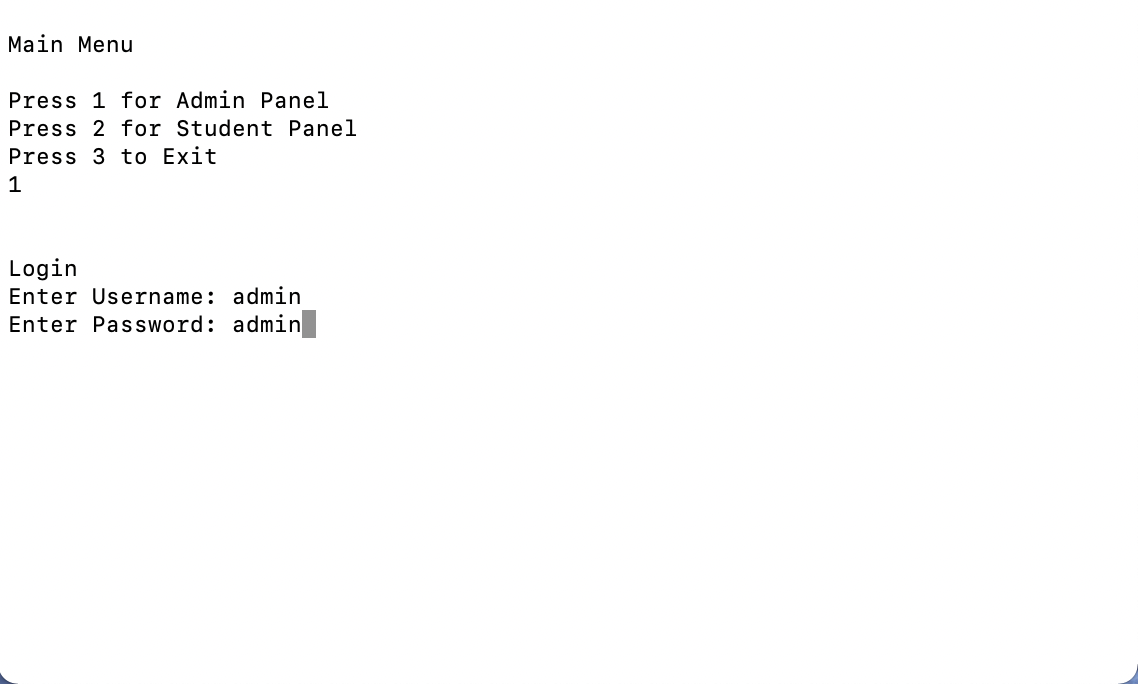 Main Menu
Press 1 for Admin Panel
Press 2 for Student Panel
Press 3 to Exit
1
Login
Enter Username: admin
Enter Password: admin